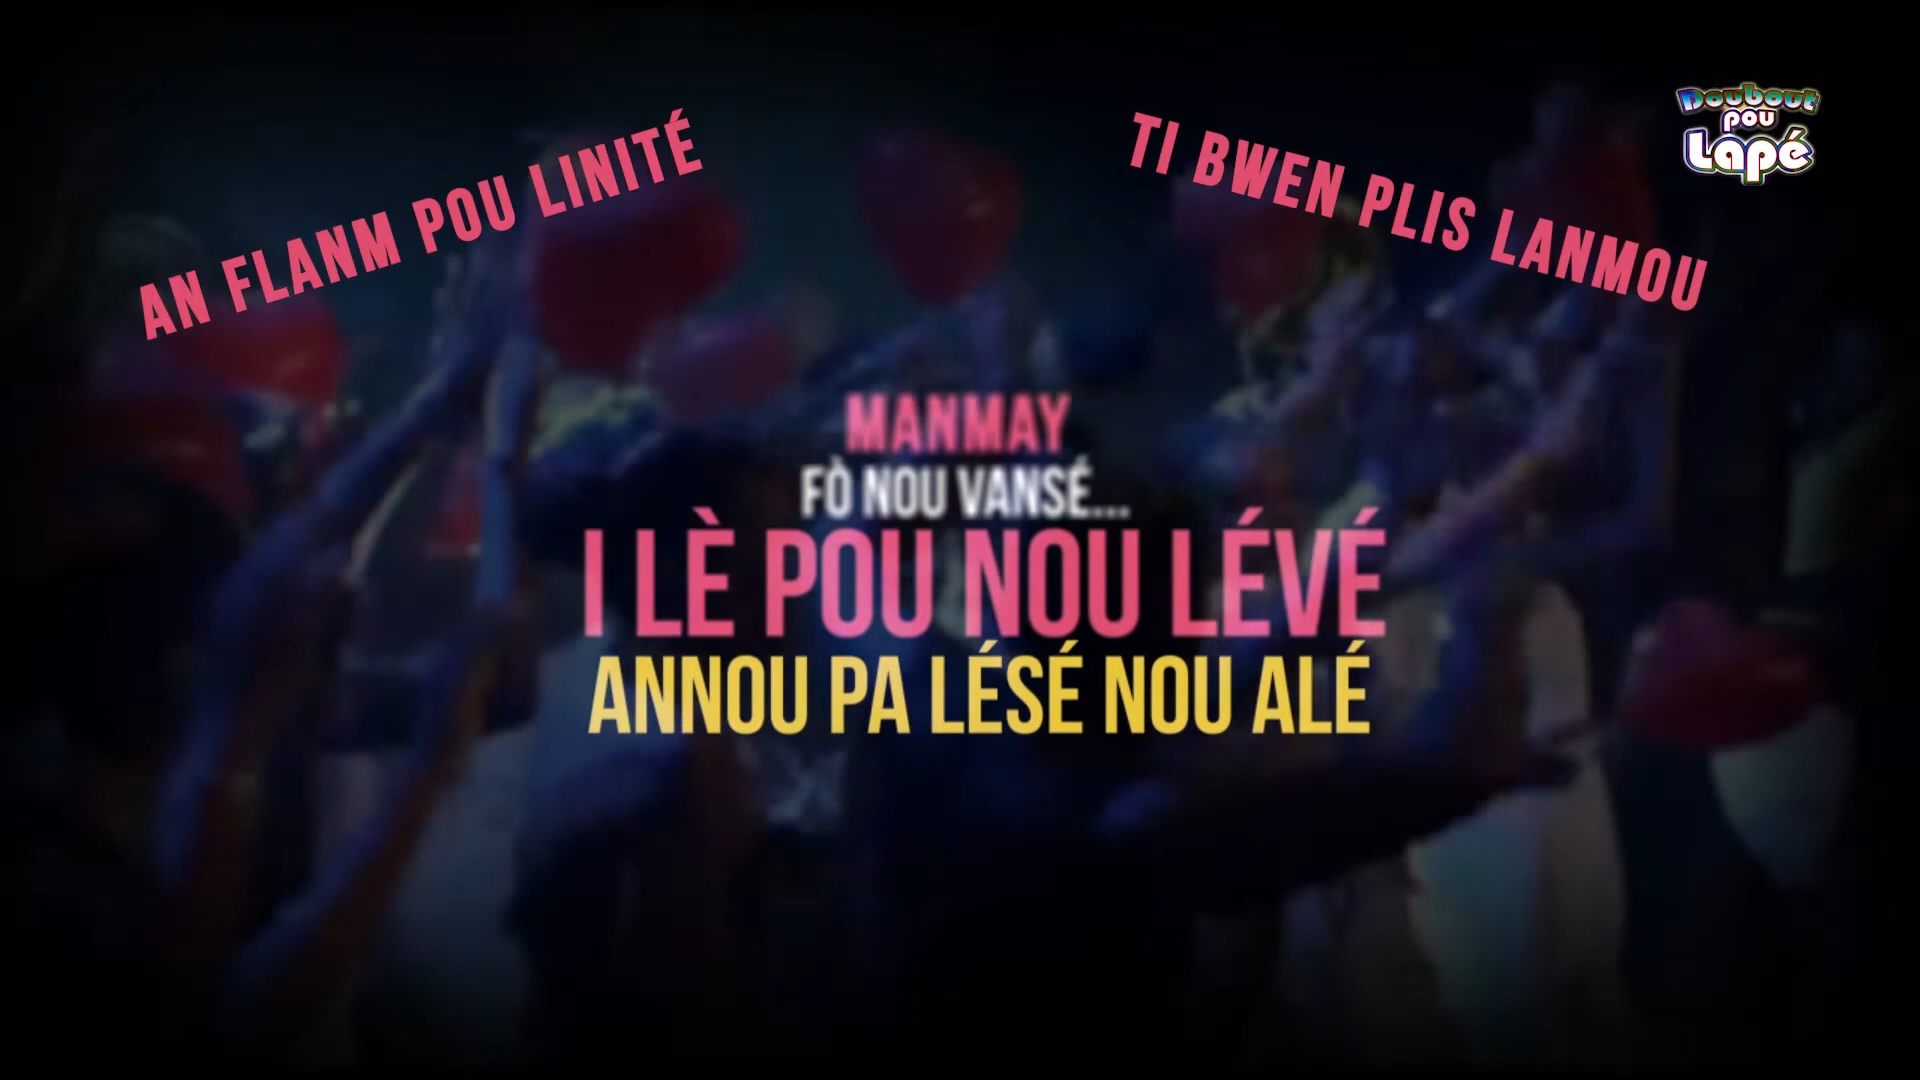 AN FLANM POU LINITÉ
TI BWEN PLIS LANMOU
Doubout
pou
Lapé
MANMAY
FÒ NOU VANSÉ...
I LÈ POU NOU LÉVÉ
ANNOU PA LÉSÉ NOU ALÉ